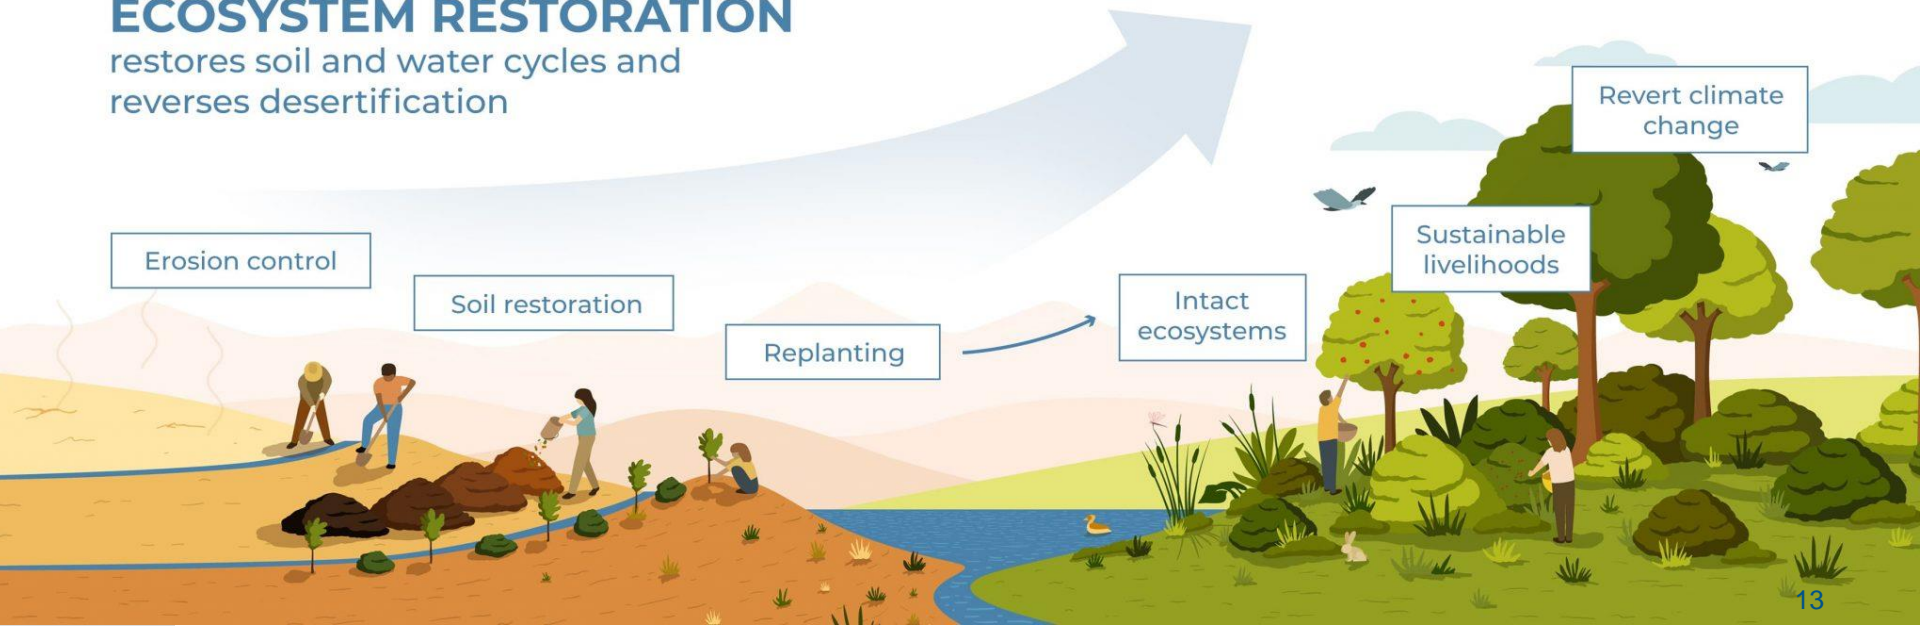 ECOSYSTEM RESTORATION
restores soil and water cycles and
reverses desertification
Erosion control
Soil restoration
Replanting
Intact
ecosystems
Sustainable
livelihoods
Revert climate
change
13